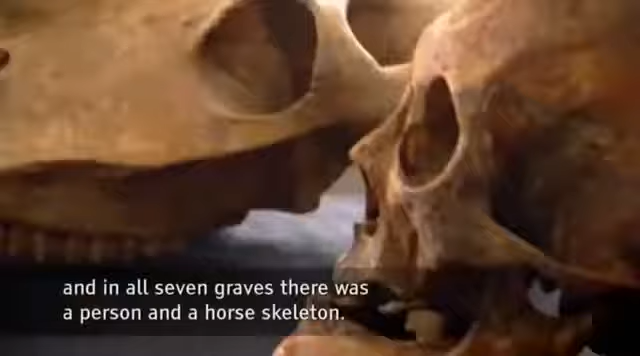 and in all seven graves there was
a person and a horse skeleton.